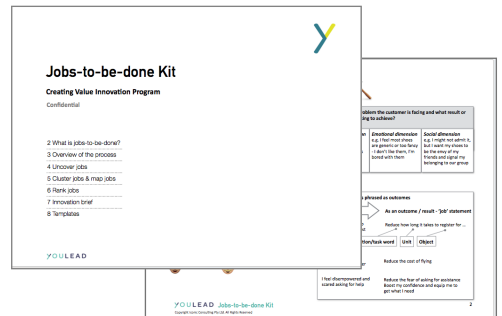 Jobs-to-be-done Kit
Creating Value Innovation Program
Confidential
2 What is jobs-to-be-done?
3 Overview of the process
4 Uncover jobs
5 Cluster jobs & map jobs
6 Rank jobs
7 Innovation brief
8 Templates
YOULEAD
oblem the customer is facing and what result or
ing to achieve?
Emotional dimension
e.g. I feel most shoes
are generic or too fancy
- I don't like them, I'm
bored with them
Social dimension
e.g. I might not admit it,
but I want my shoes to
be the envy of my
friends and signal my
belonging to our group
s phrased as outcomes
As an outcome / result - 'job' statement
Reduce how long it takes to register for ...
tion/task word
Unit
Object
Reduce the cost of flying
I feel disempowered and
scared asking for help
Reduce the fear of asking for assistance
Boost my confidence and equip me to
get what I need
YOULEAD Jobs-to-be-done Kit
2